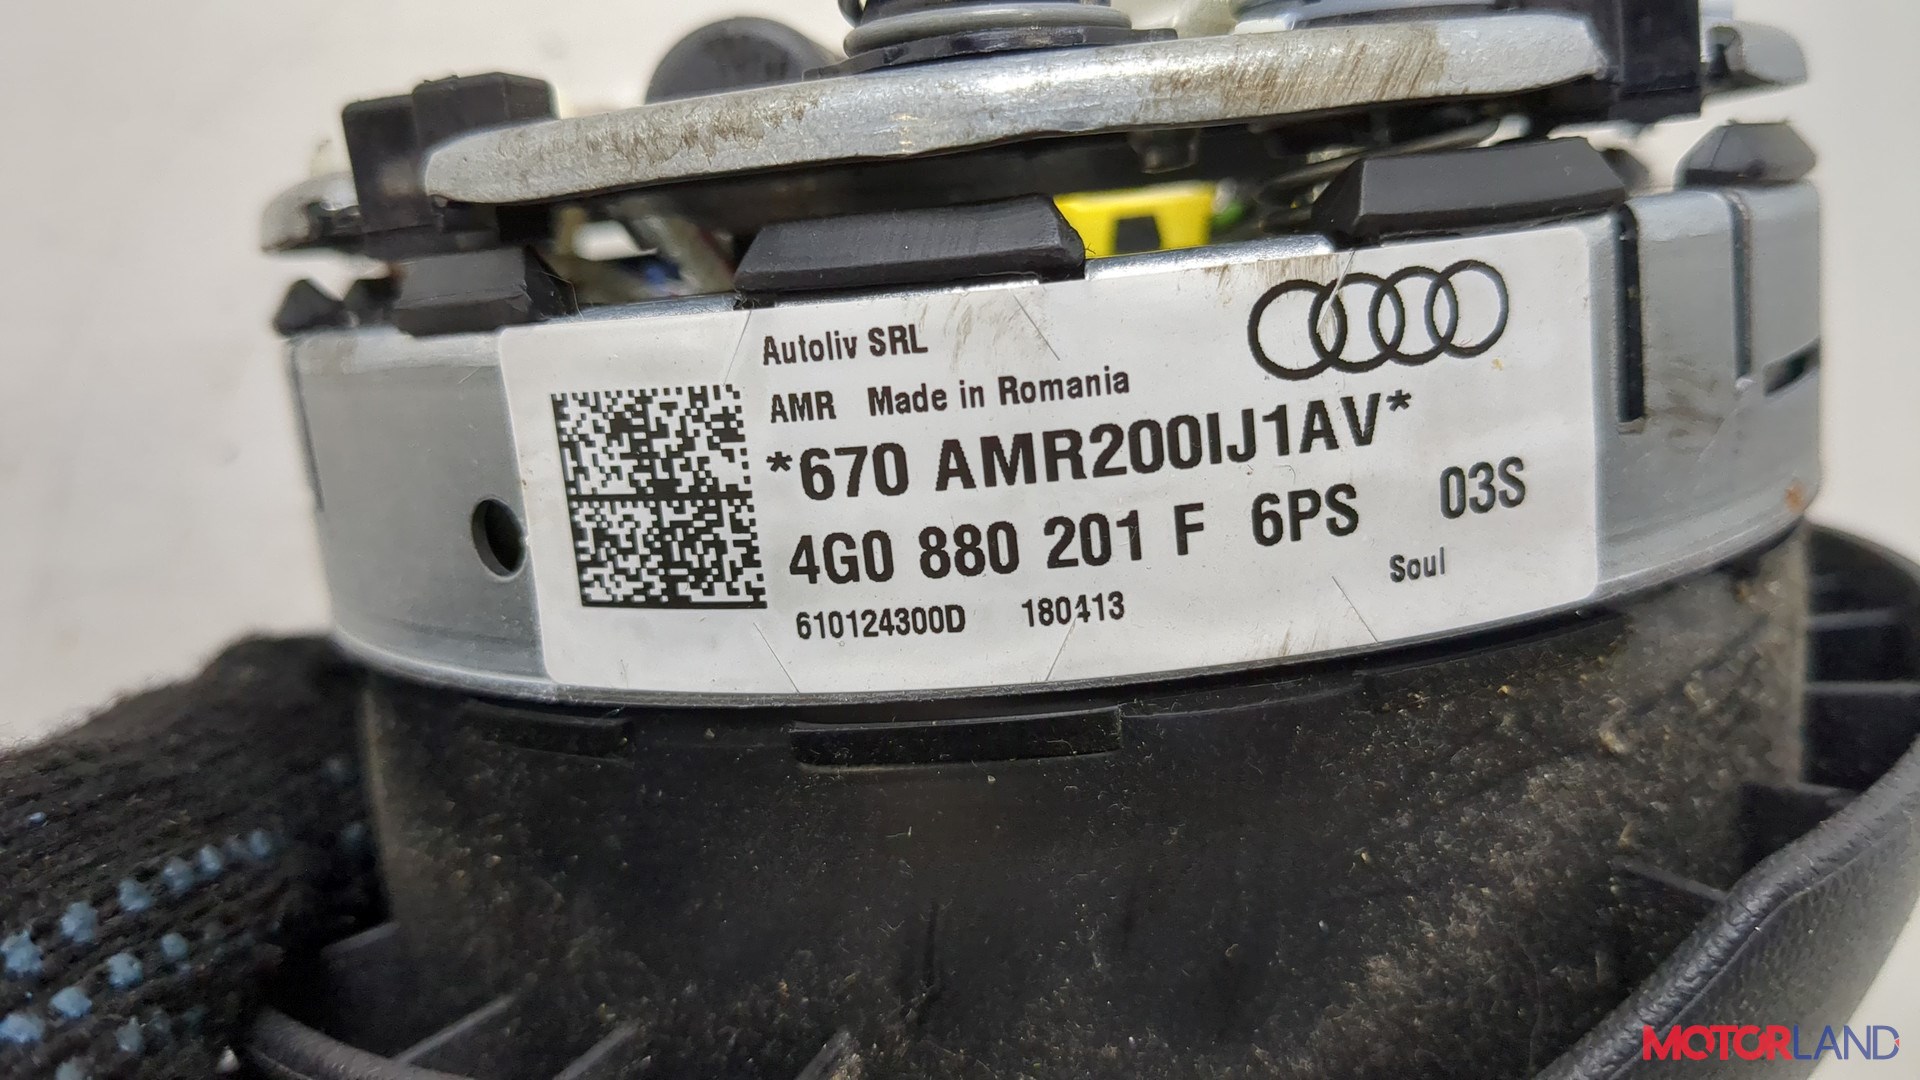 Autoliv SRL
AMR Made in Romania
*670 AMR200IJ1AV*
4G0 880 201 F 6PS 03S
610124300D 180413 Soul
MOTORLAND